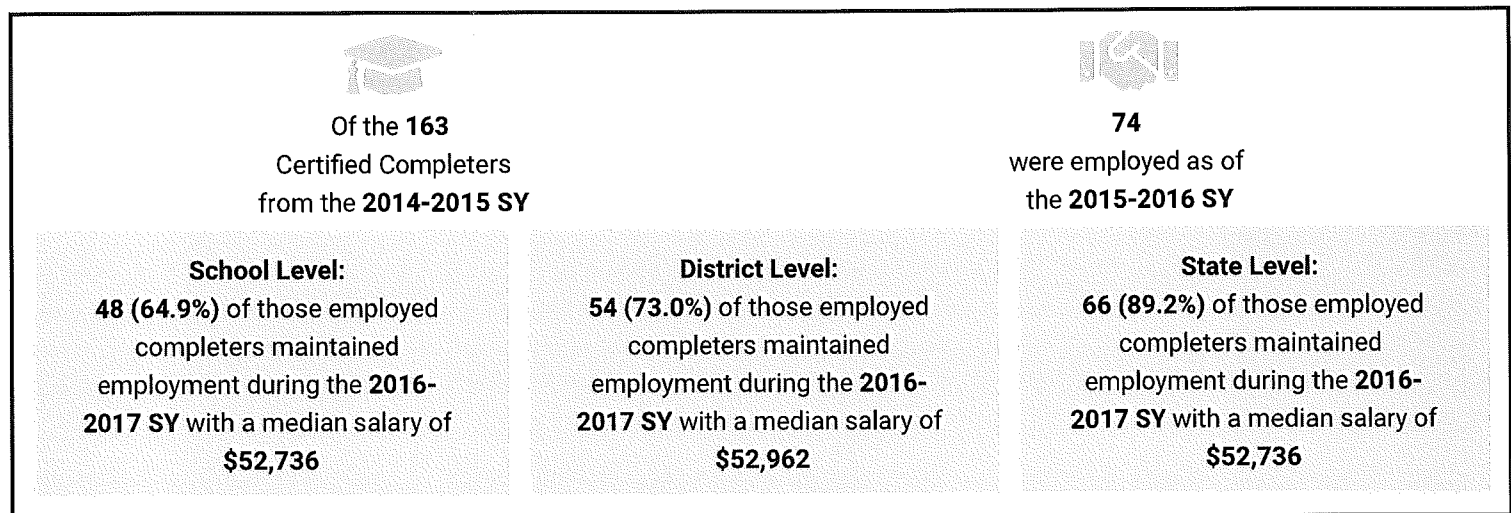 Of the 163
Certified Completers
from the 2014-2015 SY
74
were employed as of
the 2015-2016 SY
School Level:
48 (64.9%) of those employed
completers maintained
employment during the 2016-
2017 SY with a median salary of
$52,736
District Level:
54 (73.0%) of those employed
completers maintained
employment during the 2016-
2017 SY with a median salary of
$52,962
State Level:
66 (89.2%) of those employed
completers maintained
employment during the 2016-
2017 SY with a median salary of
$52,736